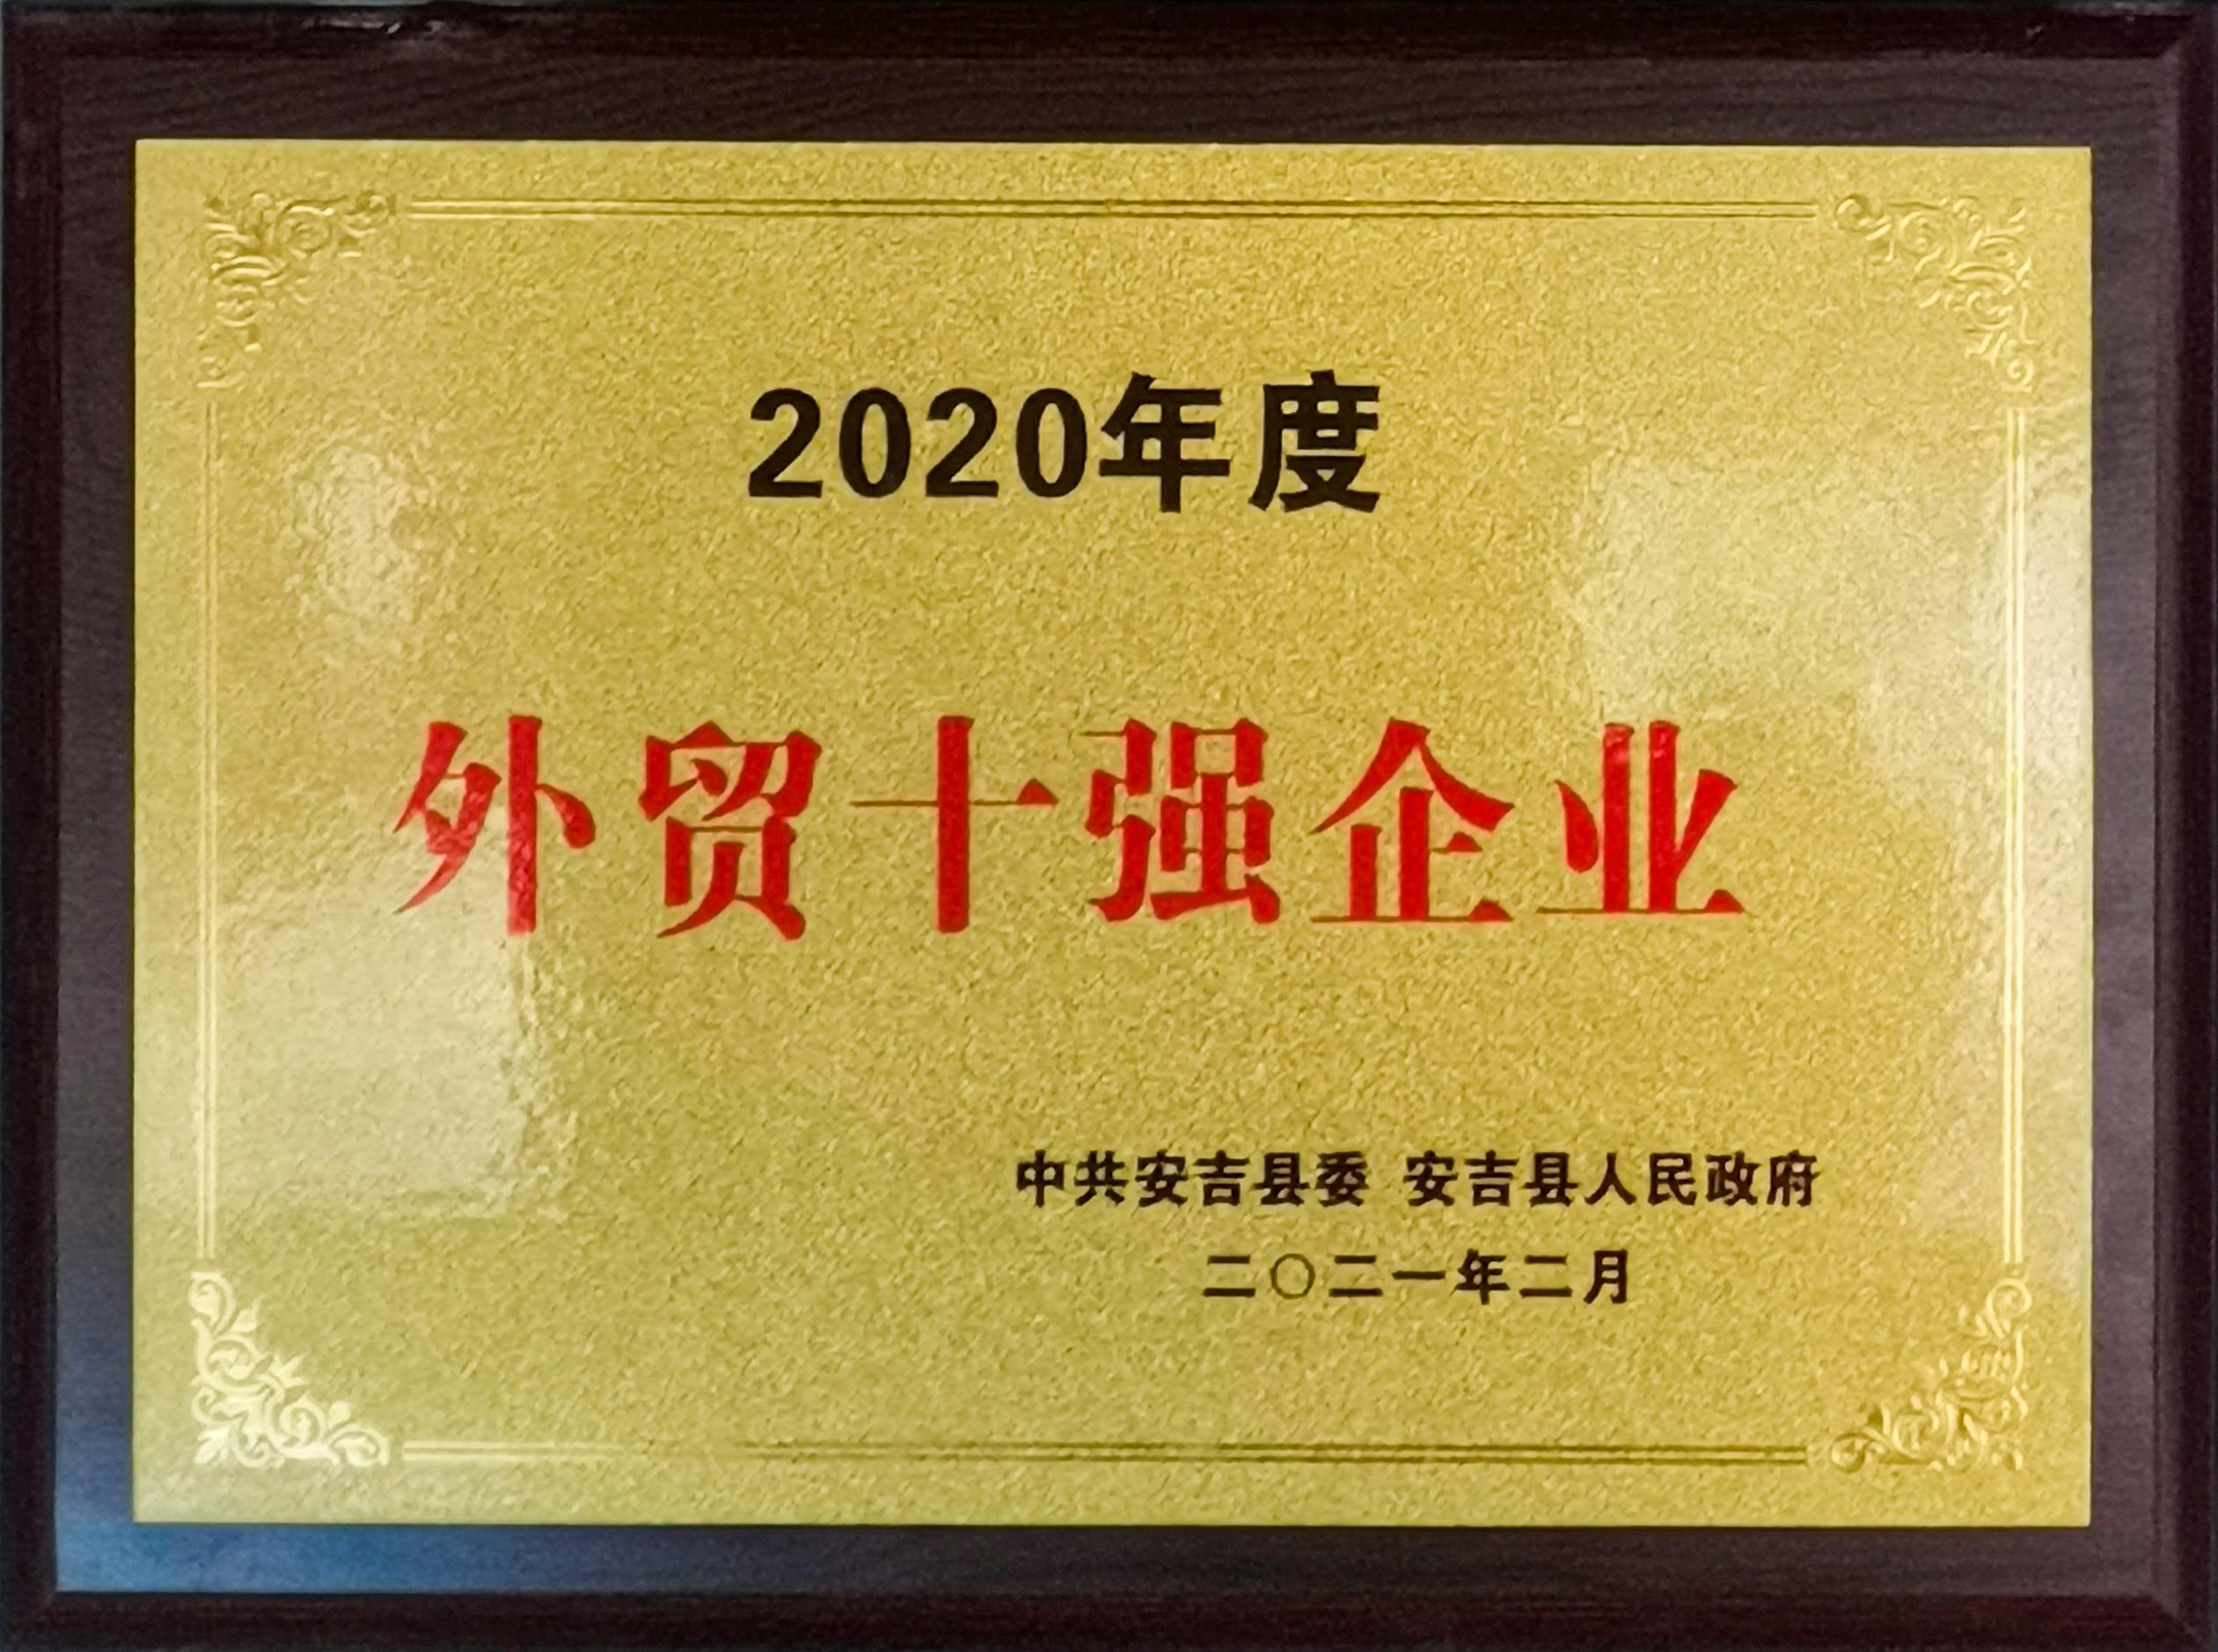 2020年度
外贸十强企业
中共安吉县委 安吉县人民政府
二〇二一年二月